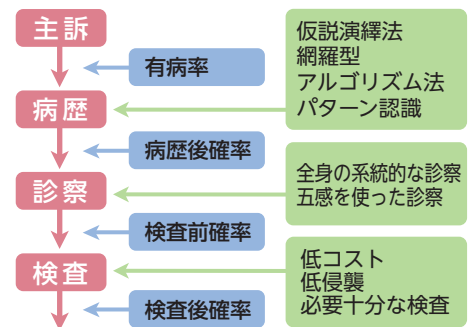 主訴
有病率
病歴
病歴後確率
診察
検査前確率
検査
検査後確率
仮説演繹法
網羅型
アルゴリズム法
パターン認識
全身の系統的な診察
五感を使った診察
低コスト
低侵襲
必要十分な検査